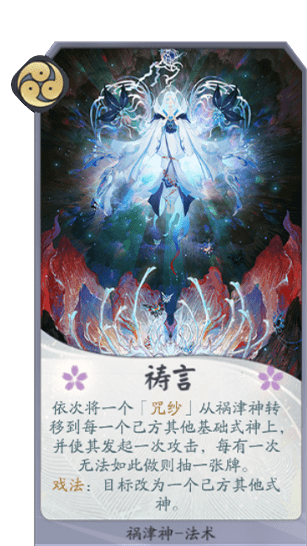 祷言
依次将一个「咒纱」从祸津神转
移到每一个己方其他基础式神上，
并使其发起一次攻击，每有一次
无法如此做则抽一张牌。
戏法：目标改为一个己方其他式
神。
祸津神-法术